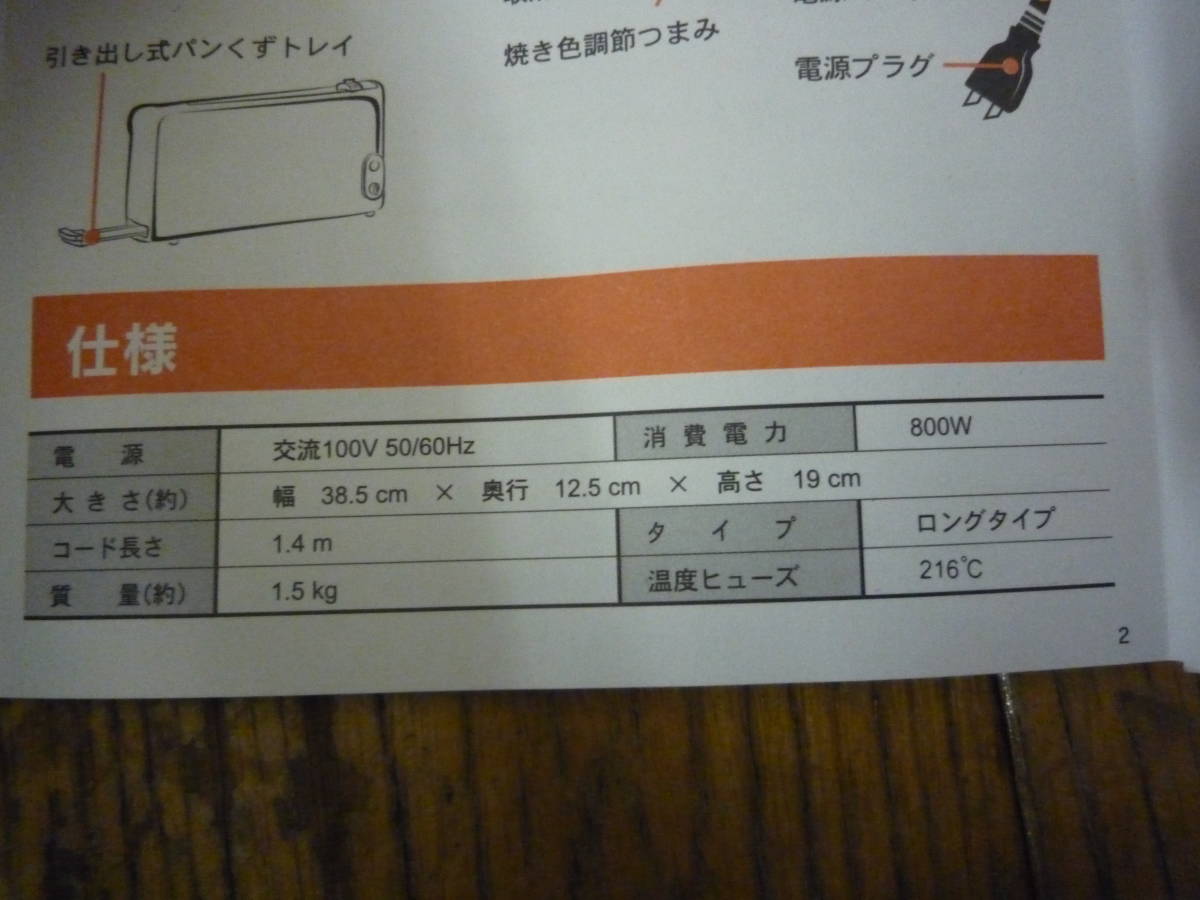 引き出し式パンくずトレイ
焼き色調節つまみ
電源プラグ
仕様
電 源 交流100V 50/60Hz 消費電力 800W
大きさ(約) 幅 38.5 cm × 奥行 12.5 cm × 高さ 19 cm
コード長さ 1.4 m タイプ ロングタイプ
質 量(約) 1.5 kg 温度ヒューズ 216℃
2